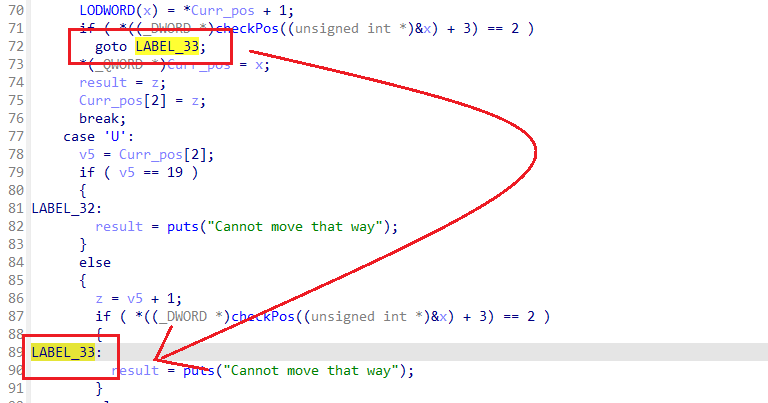 70 LODWORD(x) = *Curr_pos + 1;
71 if ( *((_DWORD *)checkPos((unsigned int *)&x) + 3) == 2 )
72 goto LABEL_33;
73 *(_QWORD *)Curr_pos = x;
74 result = z;
75 Curr_pos[2] = z;
76 break;
77 case 'U':
78 v5 = Curr_pos[2];
79 if ( v5 == 19 )
80 {
81 LABEL_32:
82 result = puts("Cannot move that way");
83 }
84 else
85 {
86 z = v5 + 1;
87 if ( *((_DWORD *)checkPos((unsigned int *)&x) + 3) == 2 )
88 {
89 LABEL_33:
90 result = puts("Cannot move that way");
91 }